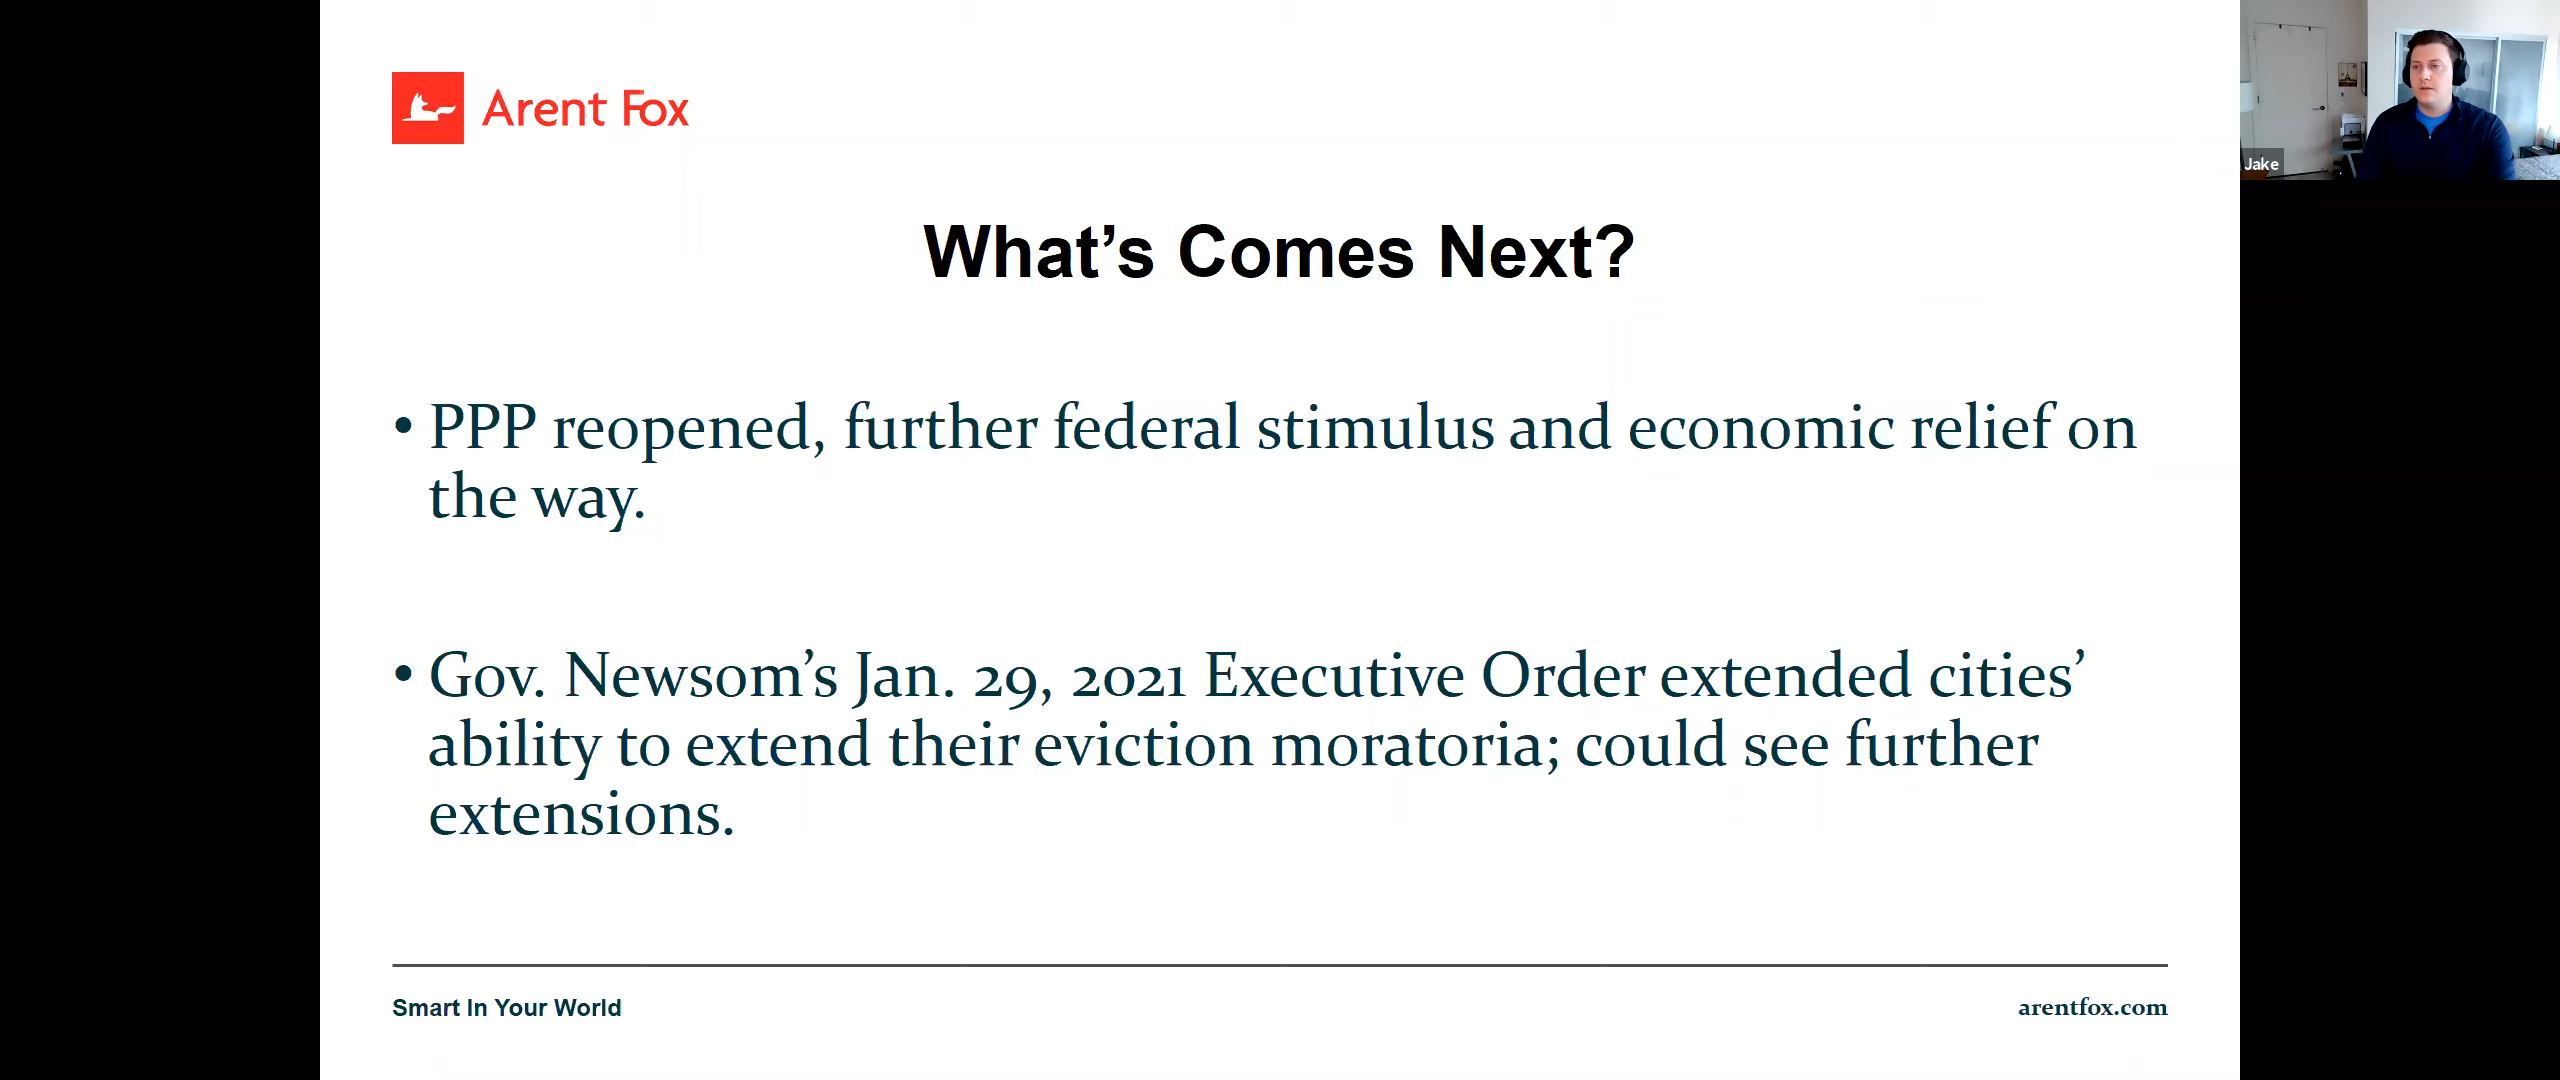 Arent Fox
Jake
What's Comes Next?
• PPP reopened, further federal stimulus and economic relief on
the way.
• Gov. Newsom's Jan. 29, 2021 Executive Order extended cities'
ability to extend their eviction moratoria; could see further
extensions.
Smart In Your World
arentfox.com